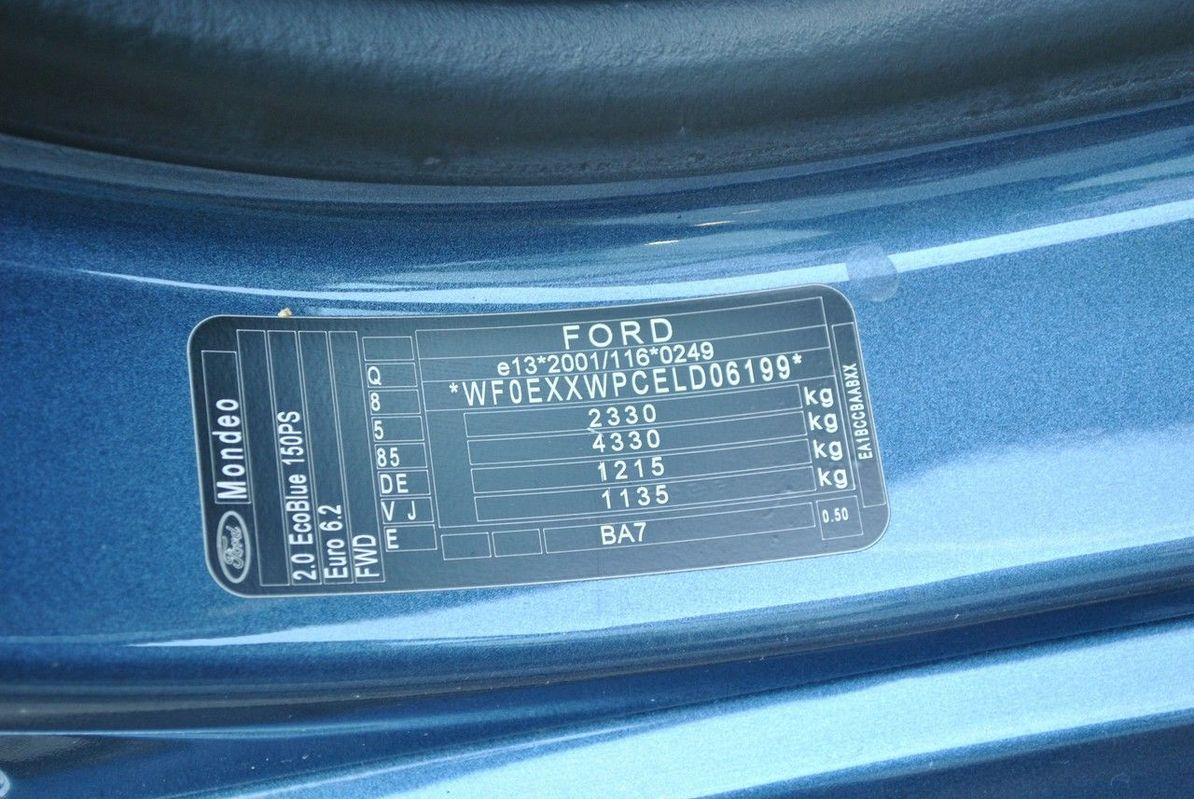 FORD
e13*2001/116*0249
*WF0EXXWPCELD06199*
2330 kg
4330 kg
1215 kg
1135 kg
BA7
0.50
EA1BCCBAABXX
Q
8
5
85
DE
V J
E
Mondeo
Ford
2.0 EcoBlue 150PS
Euro 6.2
FWD